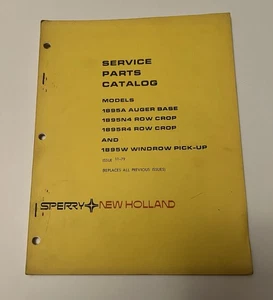 SERVICE
PARTS
CATALOG
MODELS
1895A AUGER BASE
1895N4 ROW CROP
1895R4 ROW CROP
AND
1895W WINDROW PICK-UP
ISSUE
(REPLACES ALL PREVIOUS ISSUES)
SPERRY NEW HOLLAND